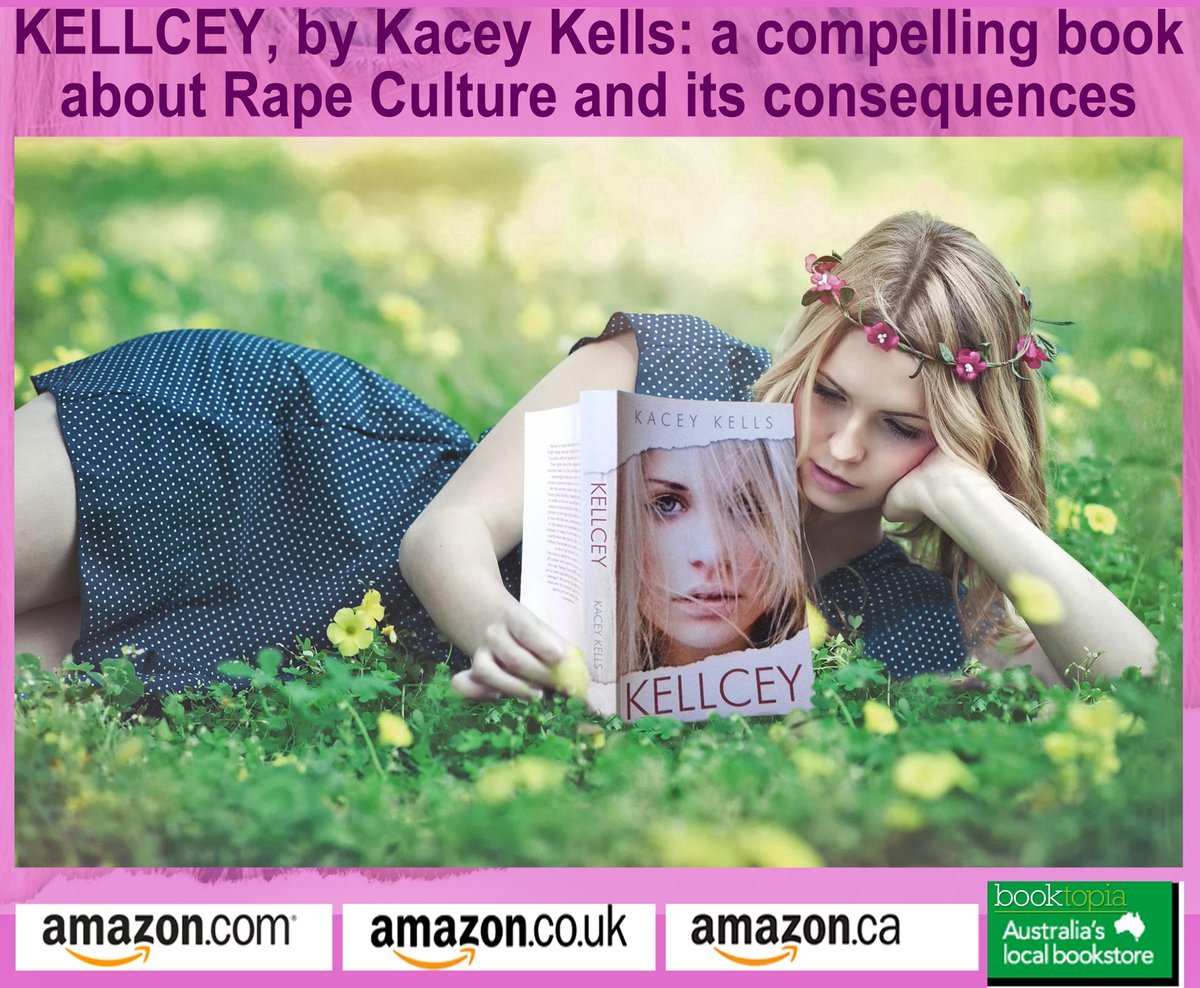 KELLCEY, by Kacey Kells: a compelling book
about Rape Culture and its consequences
KACEY KELLS
KELLCEY
KACEY KELLS
KELLCEY
amazon.com
amazon.co.uk
amazon.ca
booktopia
Australia's
local bookstore